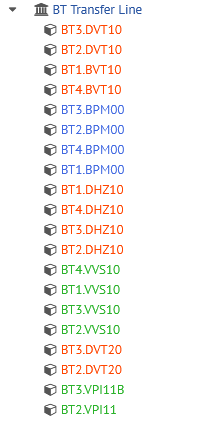 BT Transfer Line
BT3.DVT10
BT2.DVT10
BT1.BVT10
BT4.BVT10
BT3.BPM00
BT2.BPM00
BT4.BPM00
BT1.BPM00
BT1.DHZ10
BT4.DHZ10
BT3.DHZ10
BT2.DHZ10
BT4.VVS10
BT1.VVS10
BT3.VVS10
BT2.VVS10
BT3.DVT20
BT2.DVT20
BT3.VPI11B
BT2.VPI11